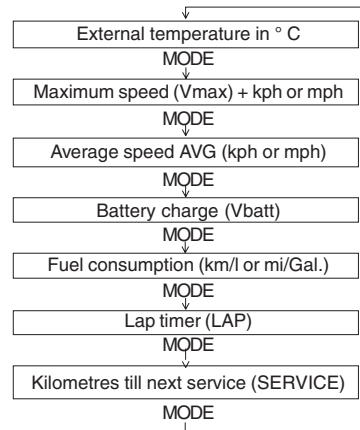 External temperature in ° C
MODE
Maximum speed (Vmax) + kph or mph
MODE
Average speed AVG (kph or mph)
MODE
Battery charge (Vbatt)
MODE
Fuel consumption (km/l or mi/Gal.)
MODE
Lap timer (LAP)
MODE
Kilometres till next service (SERVICE)
MODE